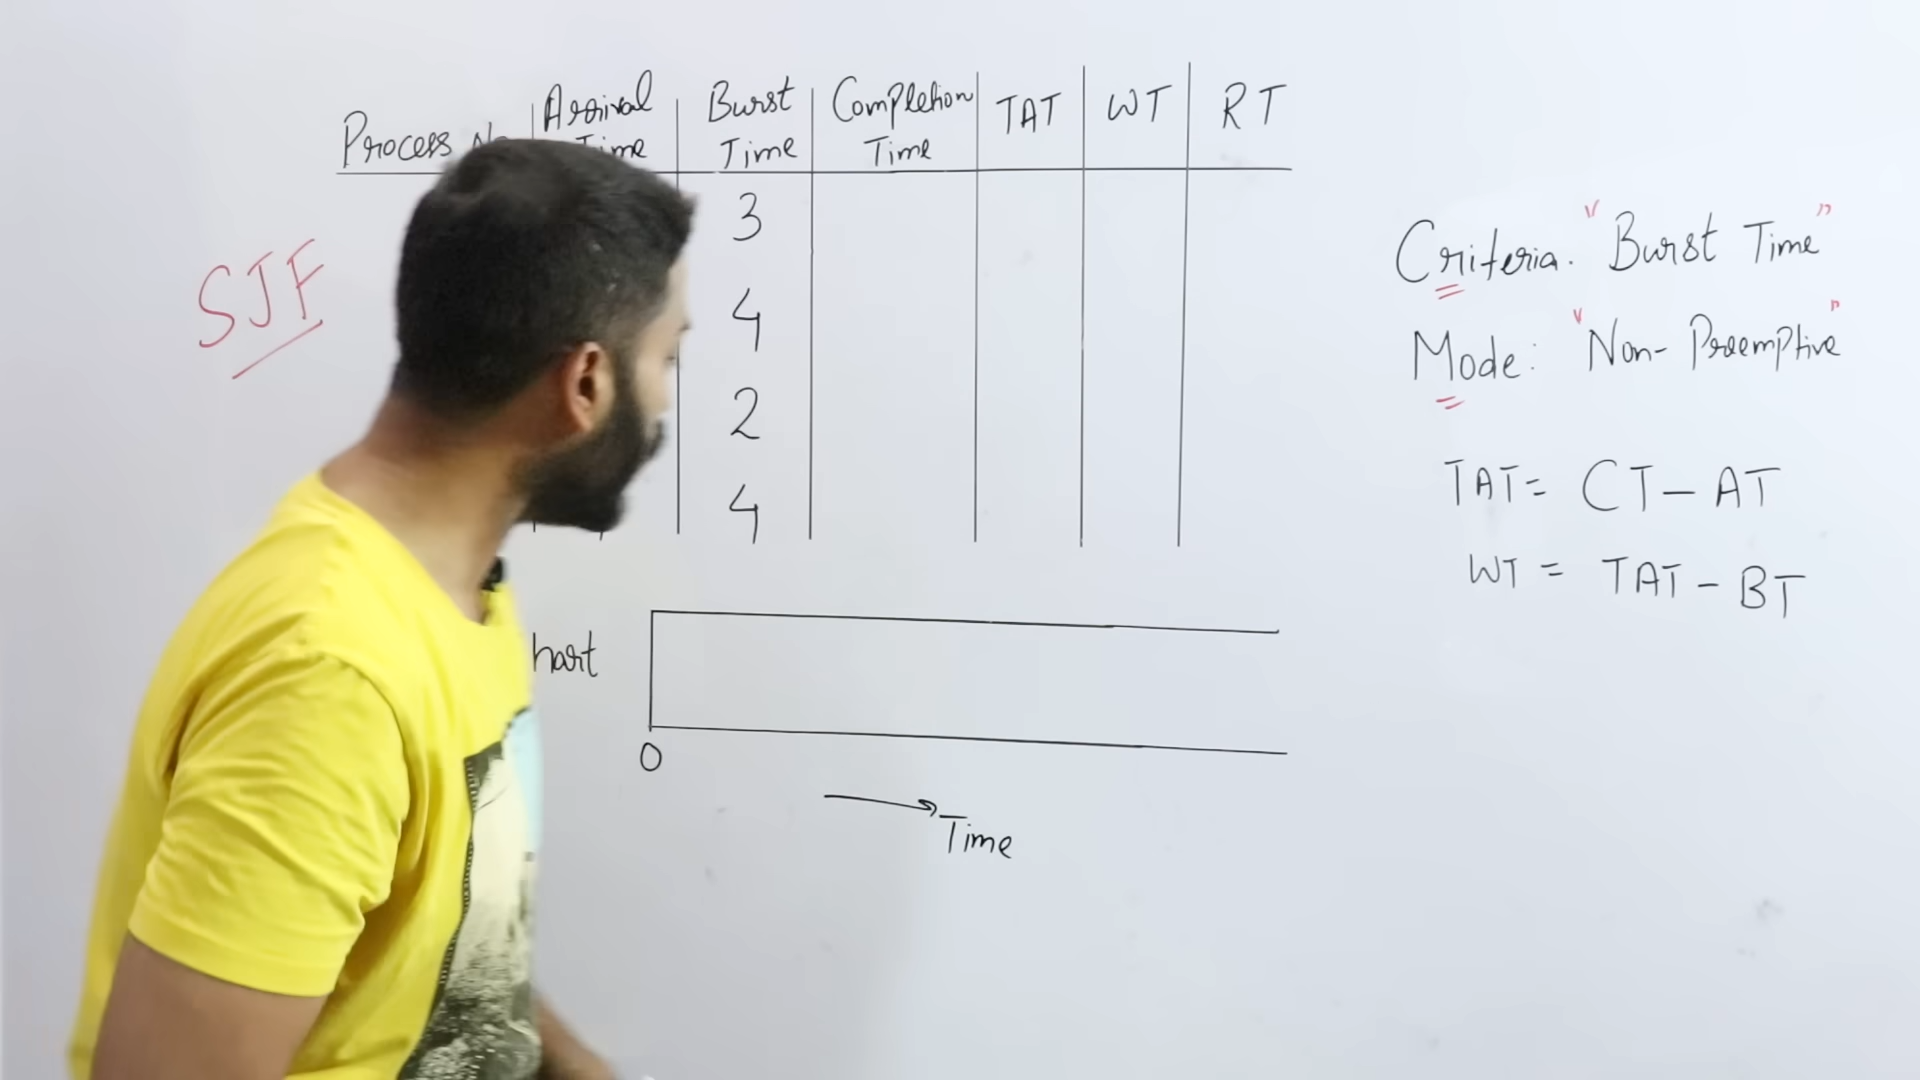 Process Arrival Burst Completion TAT WT RT
Time Time
3
4
2
4
SJF
Criteria. "Burst Time"
Mode: "Non-Preemptive"
TAT= CT-AT
WT = TAT-BT
hart
0
Time